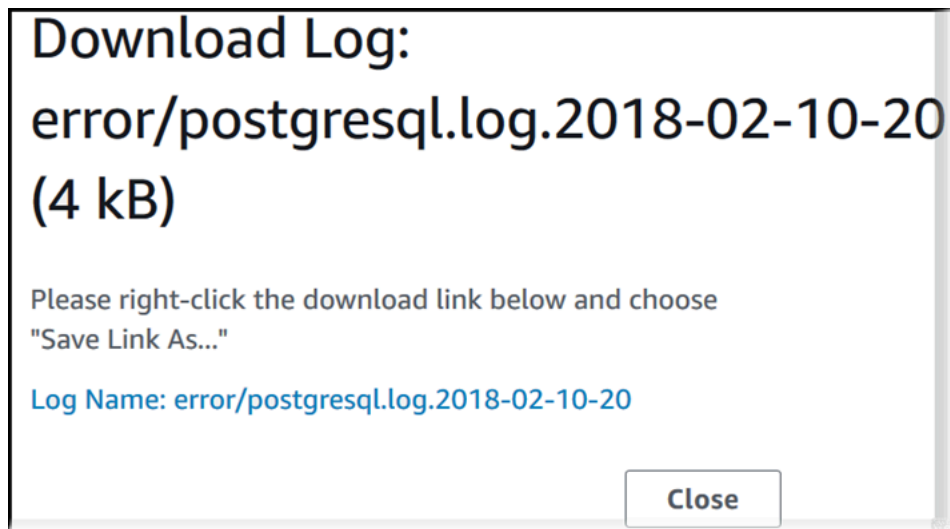 Download Log:
error/postgresql.log.2018-02-10-20
(4 kB)
Please right-click the download link below and choose
"Save Link As..."
Log Name: error/postgresql.log.2018-02-10-20
Close